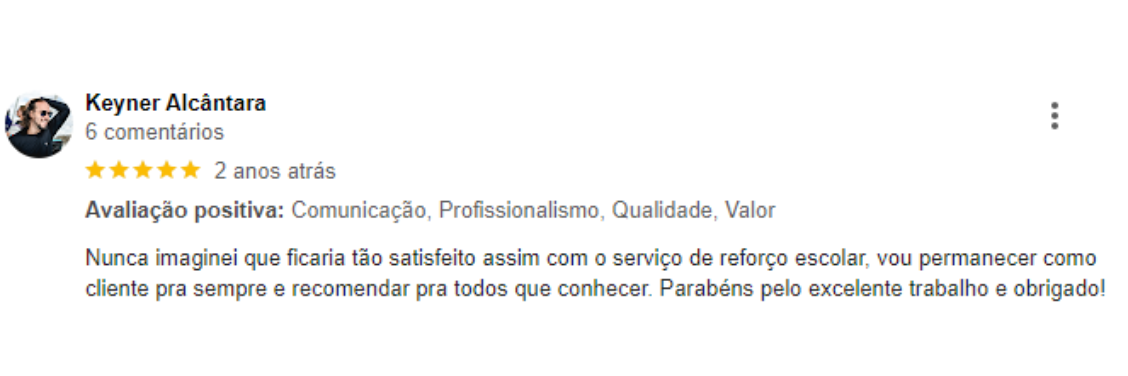 Keyner Alcântara
6 comentários
2 anos atrás
Avaliação positiva: Comunicação, Profissionalismo, Qualidade, Valor
Nunca imaginei que ficaria tão satisfeito assim com o serviço de reforço escolar, vou permanecer como
cliente pra sempre e recomendar pra todos que conhecer. Parabéns pelo excelente trabalho e obrigado!